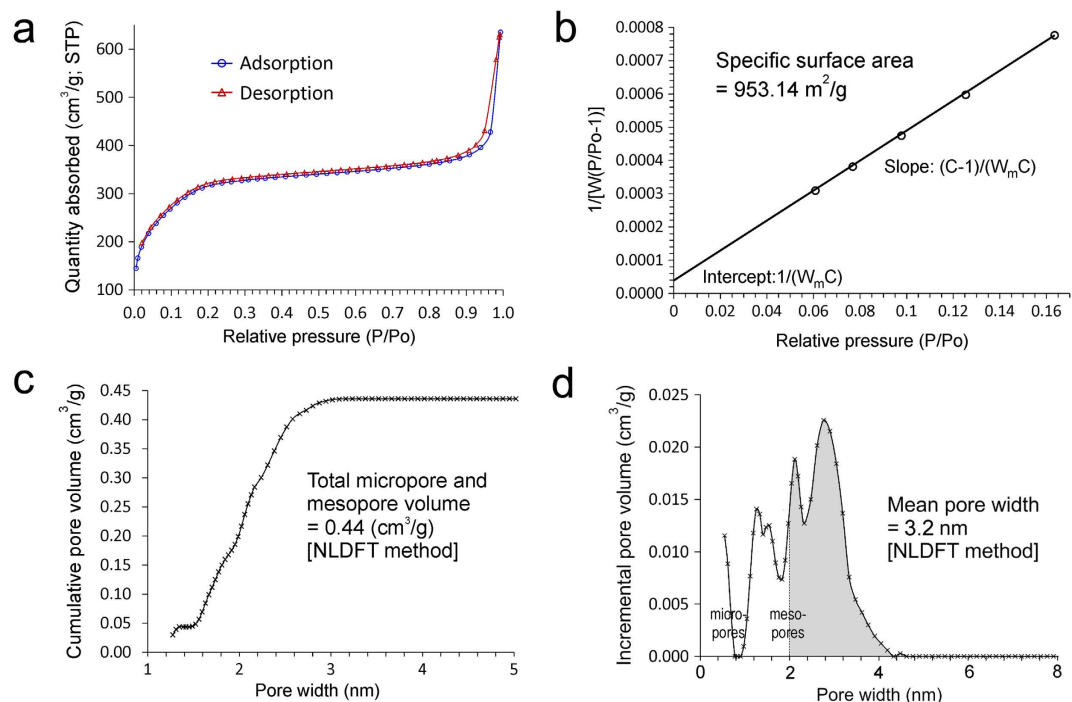 a
Quantity absorbed (cm³/g; STP)
600
500
400
300
200
100
Adsorption
Desorption
0.0 0.1 0.2 0.3 0.4 0.5 0.6 0.7 0.8 0.9 1.0
Relative pressure (P/Po)
b
1/[W(P/Po-1)]
0.0008
0.0007
0.0006
0.0005
0.0004
0.0003
0.0002
0.0001
0.0000
Specific surface area
= 953.14 m²/g
Slope: (C-1)/(WₘC)
Intercept:1/(WₘC)
0 0.02 0.04 0.06 0.08 0.10 0.12 0.14 0.16
Relative pressure (P/Po)
c
Cumulative pore volume (cm³/g)
0.45
0.40
0.35
0.30
0.25
0.20
0.15
0.10
0.05
0.00
Total micropore and
mesopore volume
= 0.44 (cm³/g)
[NLDFT method]
1 2 3 4 5
Pore width (nm)
d
Incremental pore volume (cm³/g)
0.025
0.020
0.015
0.010
0.005
0.000
Mean pore width
= 3.2 nm
[NLDFT method]
micro-
pores
meso-
pores
0 2 4 6 8
Pore width (nm)